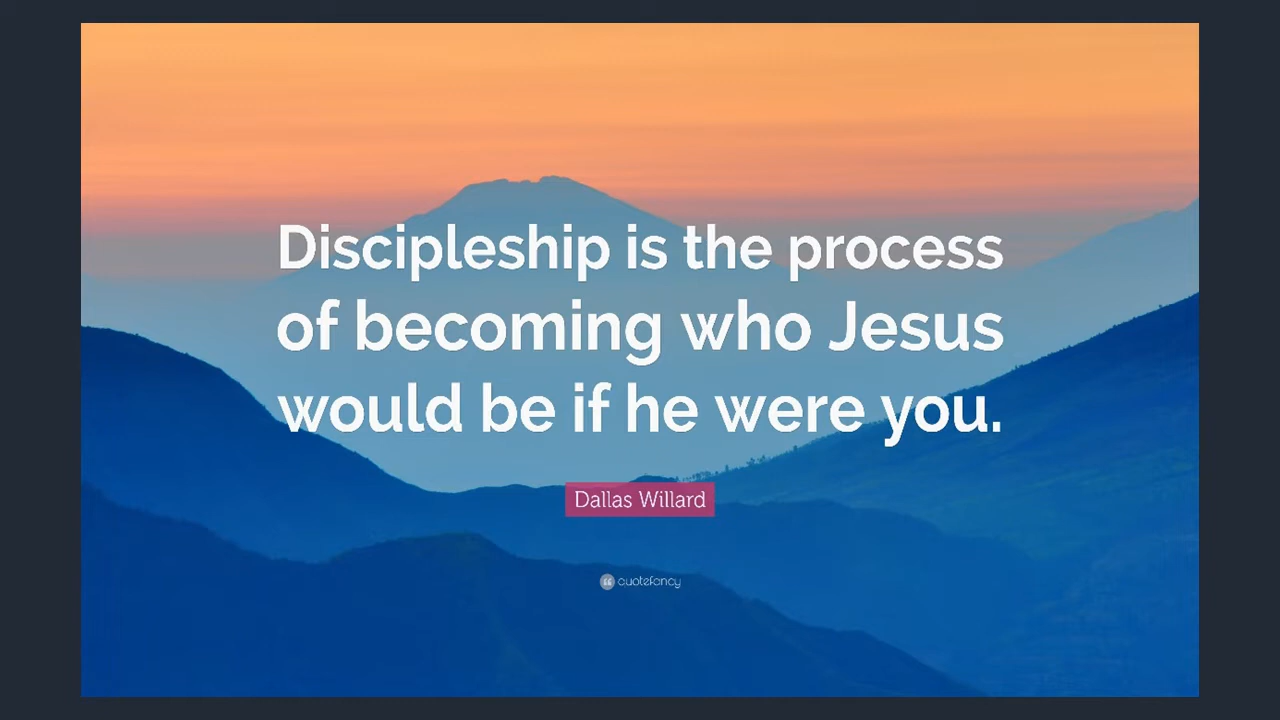 Discipleship is the process
of becoming who Jesus
would be if he were you.
Dallas Willard
quotefancy